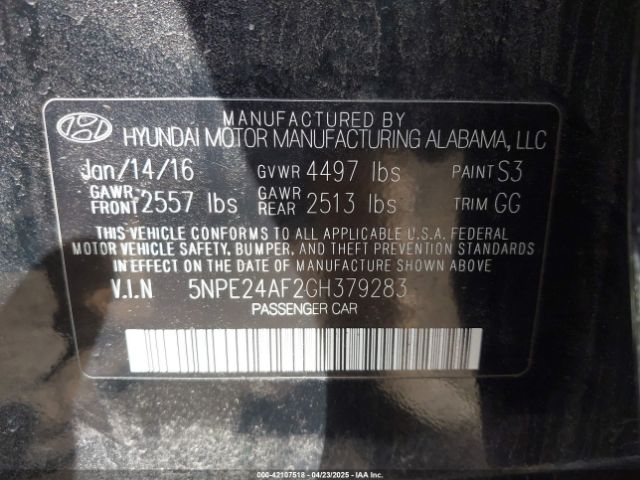 MANUFACTURED BY
HYUNDAI MOTOR MANUFACTURING ALABAMA, LLC
Jan/14/16 GVWR 4497 lbs PAINT S3
GAWR FRONT 2557 lbs GAWR REAR 2513 lbs TRIM GG
THIS VEHICLE CONFORMS TO ALL APPLICABLE U.S.A. FEDERAL
MOTOR VEHICLE SAFETY, BUMPER, AND THEFT PREVENTION STANDARDS
IN EFFECT ON THE DATE OF MANUFACTURE SHOWN ABOVE.
V.I.N 5NPE24AF2GH379283
PASSENGER CAR
000-42107518 - 04/23/2025 - IAA Inc.